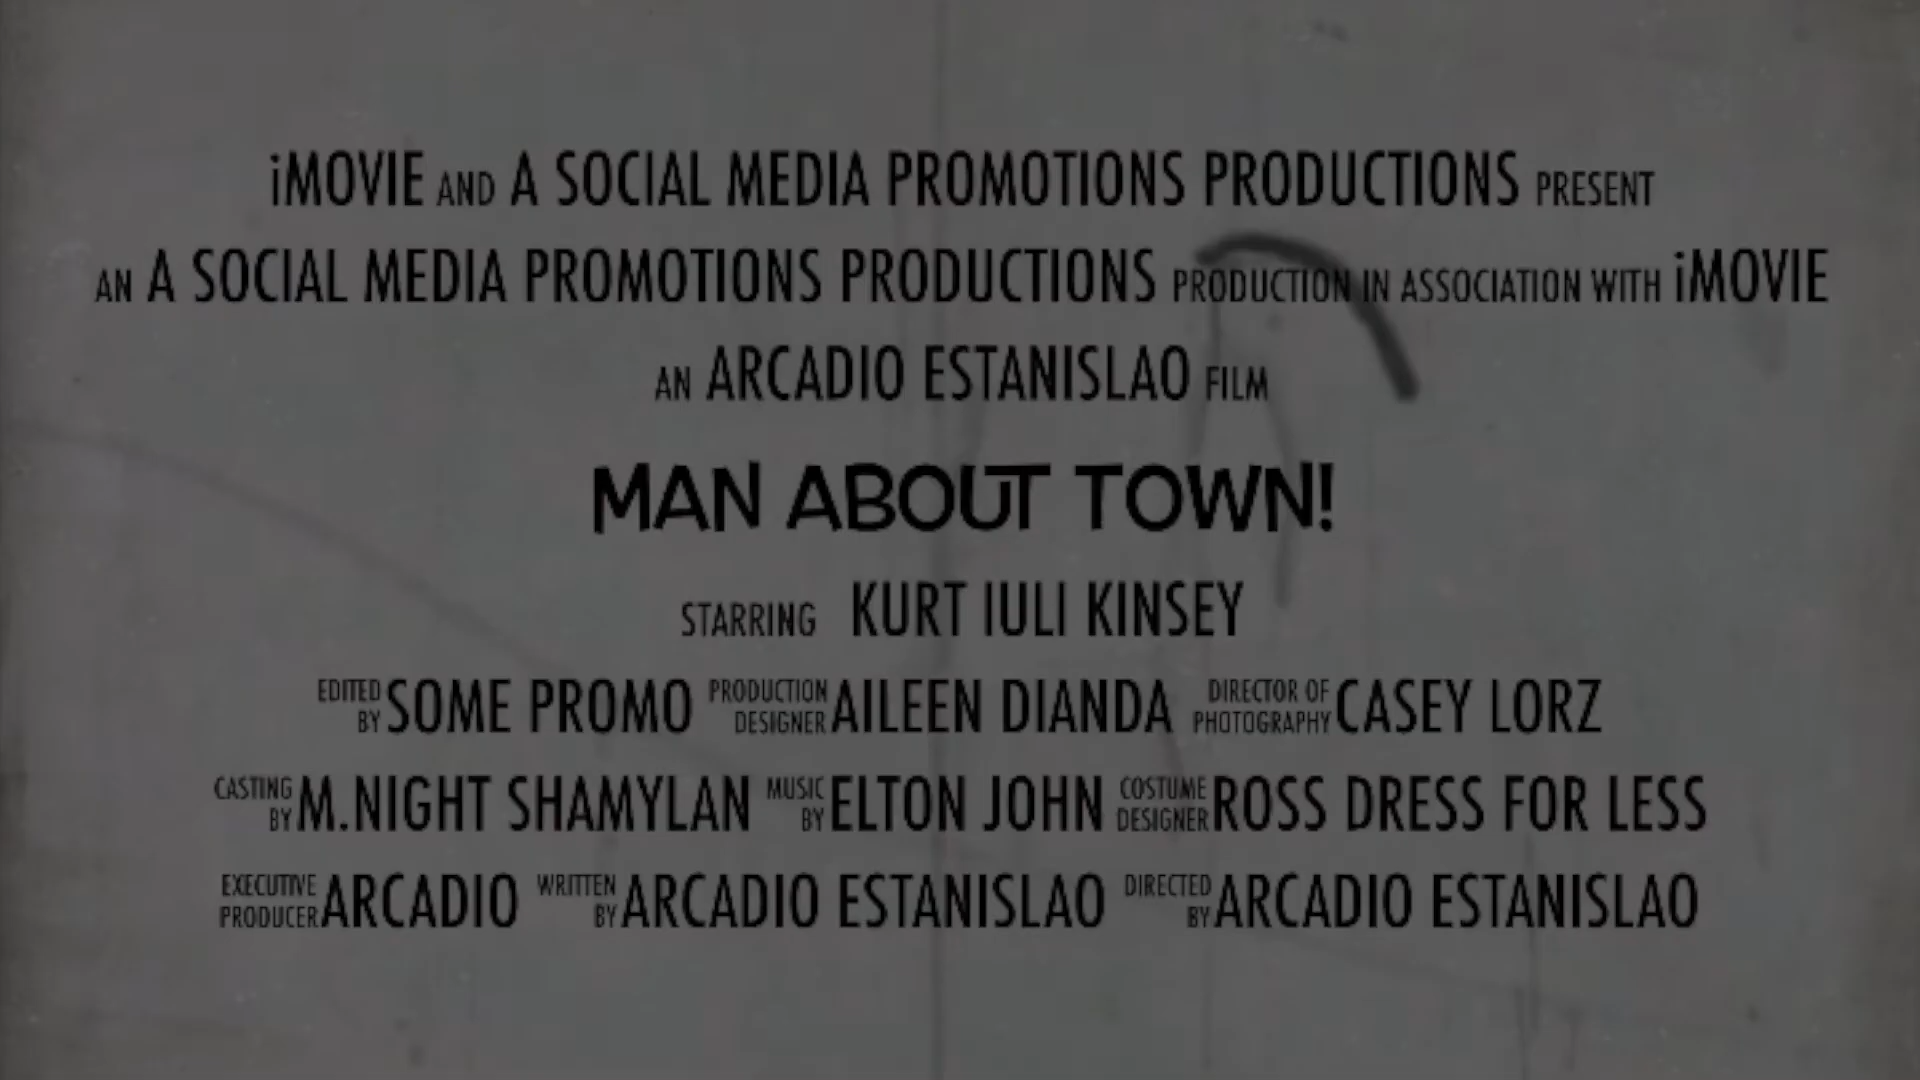 iMOVIE AND A SOCIAL MEDIA PROMOTIONS PRODUCTIONS PRESENT
AN A SOCIAL MEDIA PROMOTIONS PRODUCTIONS PRODUCTION IN ASSOCIATION WITH iMOVIE
AN ARCADIO ESTANISLAO FILM
MAN ABOUT TOWN!
STARRING KURT IULI KINSEY
EDITED BY SOME PROMO PRODUCTION DESIGNER AILEEN DIANDA DIRECTOR OF PHOTOGRAPHY CASEY LORZ
CASTING BY M.NIGHT SHAMYLAN MUSIC BY ELTON JOHN COSTUME DESIGNER ROSS DRESS FOR LESS
EXECUTIVE PRODUCER ARCADIO WRITTEN BY ARCADIO ESTANISLAO DIRECTED BY ARCADIO ESTANISLAO